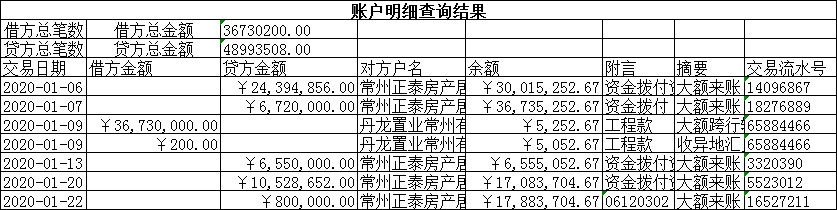 账户明细查询结果
借方总笔数 借方总金额 36730200.00
贷方总笔数 贷方总金额 48993508.00
交易日期 借方金额 贷方金额 对方户名 余额 附言 摘要 交易流水号
2020-01-06 ￥24,394,856.00 常州正泰房产居 ￥30,015,252.67 资金拨付资 大额来账 14096867
2020-01-07 ￥6,720,000.00 常州正泰房产居 ￥36,735,252.67 资金拨付 大额来账 18276889
2020-01-09 ￥36,730,000.00 丹龙置业常州有 ￥5,252.67 工程款 大额跨行转 65884466
2020-01-09 ￥200.00 丹龙置业常州有 ￥5,052.67 工程款 收异地汇 65884466
2020-01-13 ￥6,550,000.00 常州正泰房产居 ￥6,555,052.67 资金拨付资 大额来账 3320390
2020-01-20 ￥10,528,652.00 常州正泰房产居 ￥17,083,704.67 资金拨付资 大额来账 5523012
2020-01-22 ￥800,000.00 常州正泰房产居 ￥17,883,704.67 06120302 大额来账 16527211